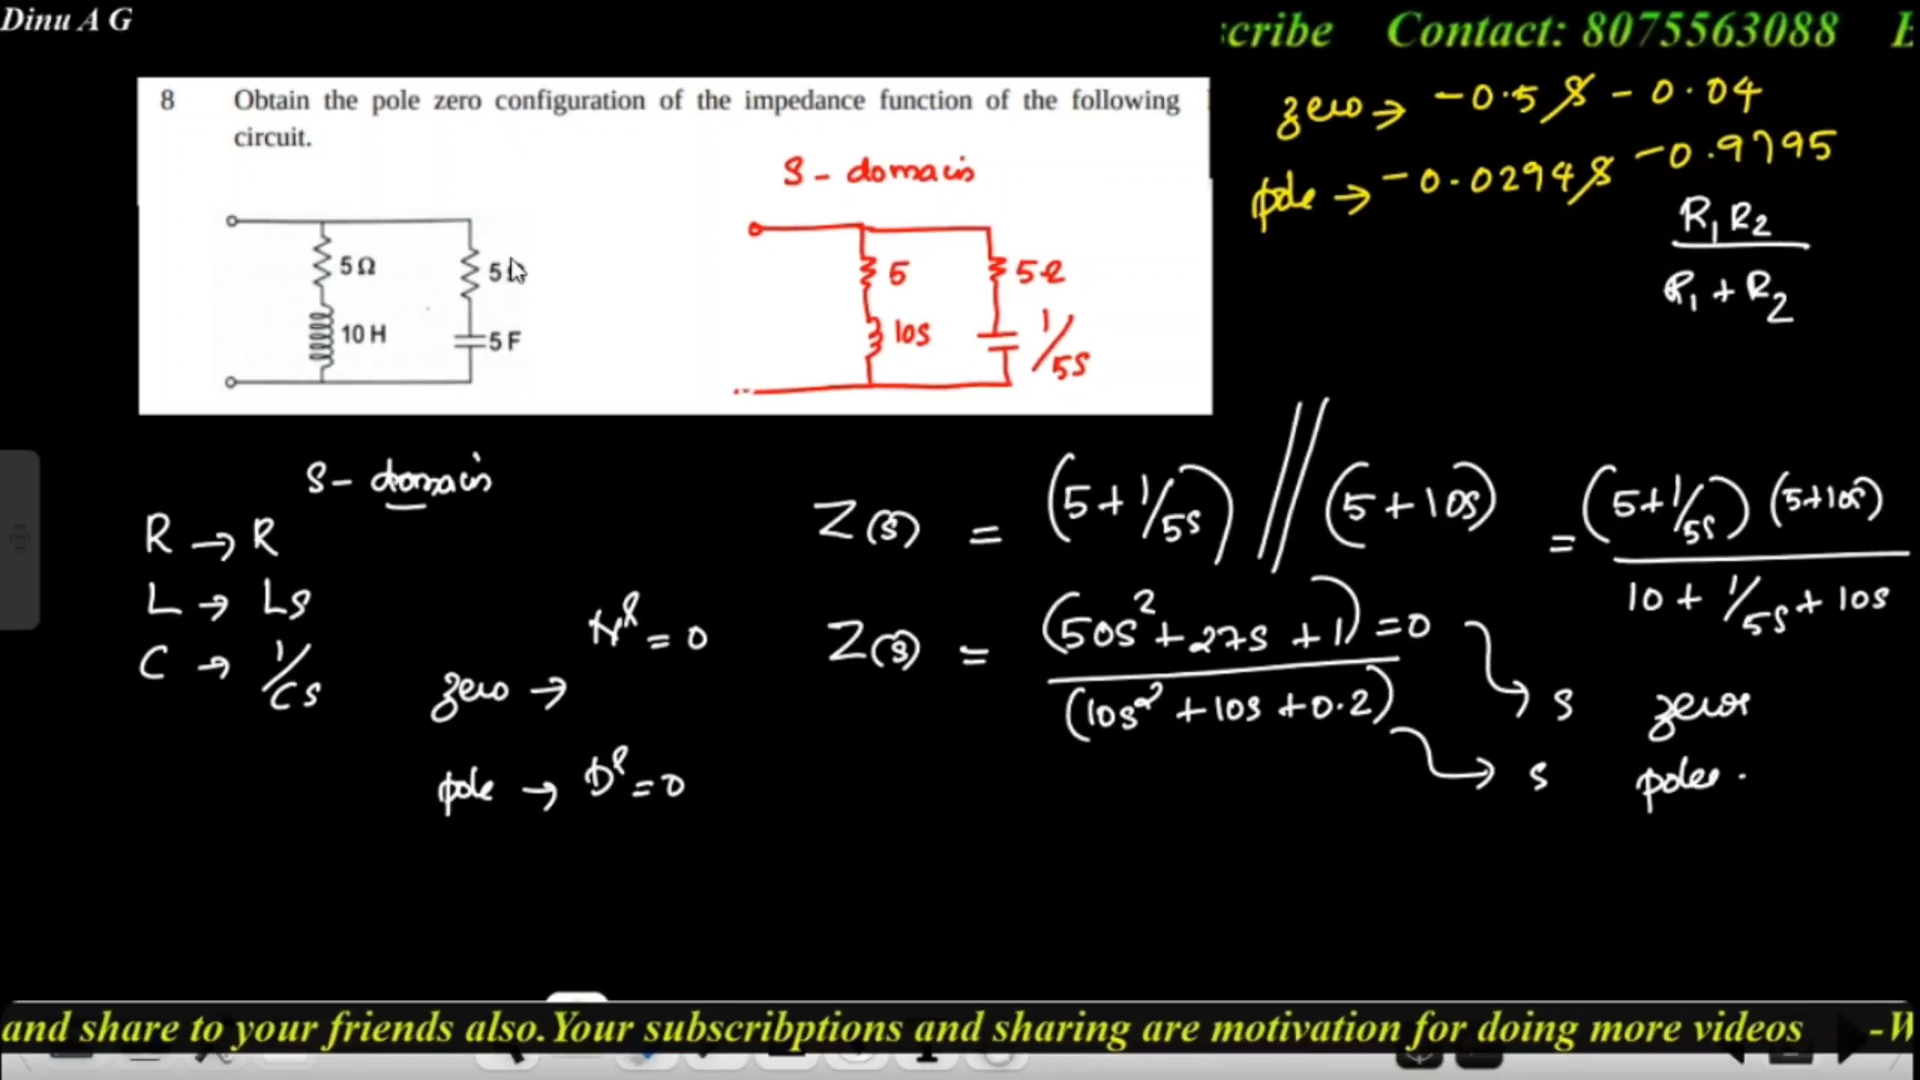 Dinu A G
:cribe Contact: 8075563088 E
8 Obtain the pole zero configuration of the impedance function of the following
circuit.
zero → -0.5 & -0.04
pole → -0.0294 & -0.9795
R1 R2
R1 + R2
S - domain
5 Ω
5
10 H
5 F
5
5Ω
10s
1/5s
S - domain
R → R
L → Ls
C → 1/Cs
zero → Nr = 0
pole → Dr = 0
Z(s) = (5+1/5s) // (5+10s) = (5+1/5s) (5+10s)
10 + 1/5s + 10s
Z(s) = (50s² + 27s + 1) = 0
(10s² + 10s + 0.2)
→ s zeros
→ s poles.
and share to your friends also. Your subscribptions and sharing are motivation for doing more videos -W